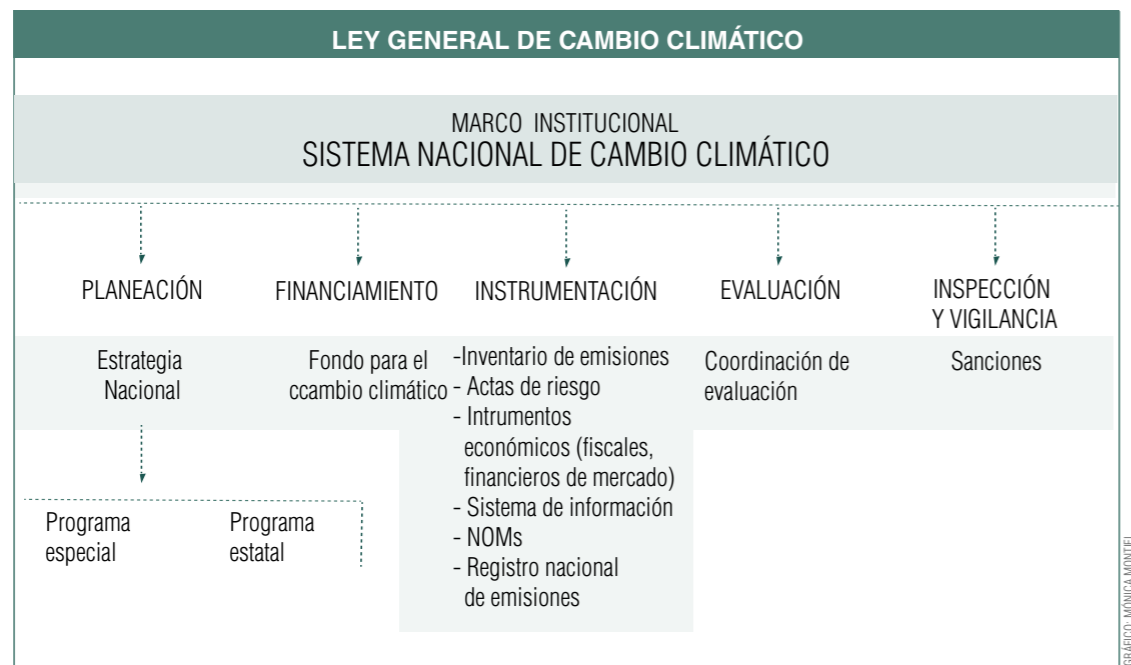 LEY GENERAL DE CAMBIO CLIMÁTICO
MARCO INSTITUCIONAL
SISTEMA NACIONAL DE CAMBIO CLIMÁTICO
PLANEACIÓN
Estrategia
Nacional
Programa
especial
Programa
estatal
FINANCIAMIENTO
Fondo para el
ccambio climático
INSTRUMENTACIÓN
-Inventario de emisiones
- Actas de riesgo
- Intrumentos
económicos (fiscales,
financieros de mercado)
- Sistema de información
- NOMs
- Registro nacional
de emisiones
EVALUACIÓN
Coordinación de
evaluación
INSPECCIÓN
Y VIGILANCIA
Sanciones
GRÁFICO: MÓNICA MONTIEL